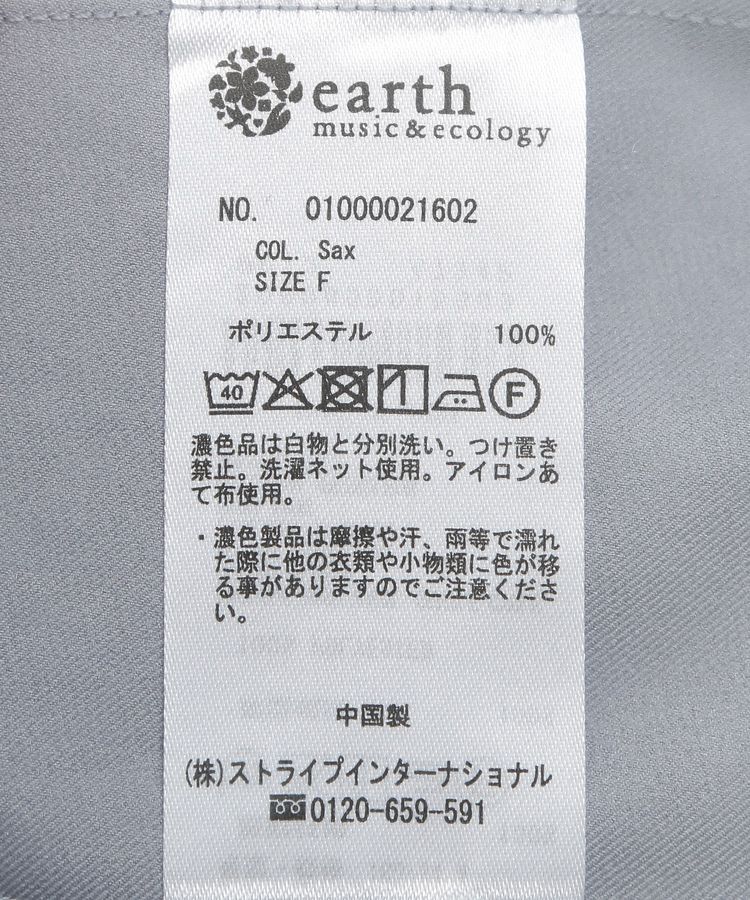 earth
music&ecology
NO. 01000021602
COL. Sax
SIZE F
ポリエステル 100%
40
F
濃色品は白物と分別洗い。つけ置き
禁止。洗濯ネット使用。アイロンあ
て布使用。
・濃色製品は摩擦や汗、雨等で濡れ
た際に他の衣類や小物類に色が移
る事がありますのでご注意くださ
い。
中国製
(株)ストライプインターナショナル
0120-659-591